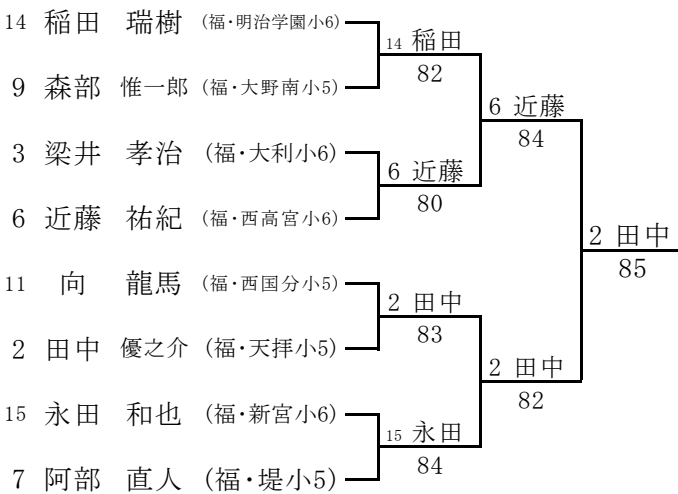 14 稲田 瑞樹 (福・明治学園小6)
14 稲田
82
9 森部 惟一郎 (福・大野南小5)
6 近藤
84
3 梁井 孝治 (福・大利小6)
6 近藤
80
6 近藤 祐紀 (福・西高宮小6)
2 田中
85
11 向 龍馬 (福・西国分小5)
2 田中
83
2 田中 優之介 (福・天拝小5)
2 田中
82
15 永田 和也 (福・新宮小6)
15 永田
84
7 阿部 直人 (福・堤小5)